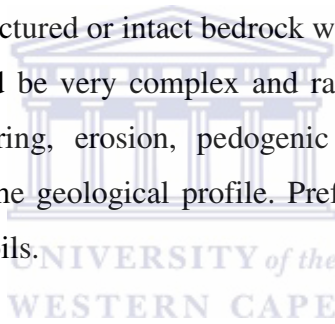 ctured or intact bedrock w
be very complex and ra
ring, erosion, pedogenic
ne geological profile. Pref
ils.
UNIVERSITY of the
WESTERN CAPE